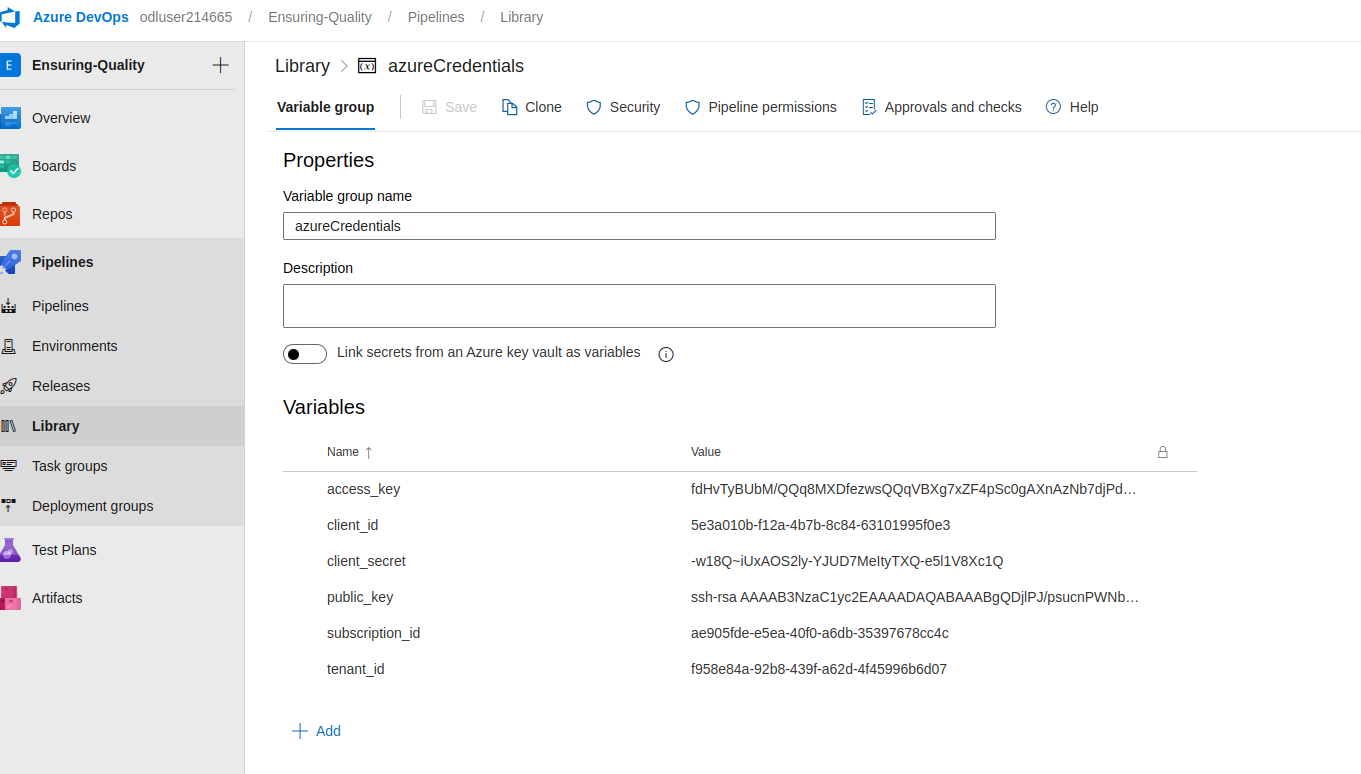 Azure DevOps odluser214665 / Ensuring-Quality / Pipelines / Library
E Ensuring-Quality
Overview
Boards
Repos
Pipelines
Pipelines
Environments
Releases
Library
Task groups
Deployment groups
Test Plans
Artifacts
Library > (x) azureCredentials
Variable group Save Clone Security Pipeline permissions Approvals and checks Help
Properties
Variable group name
azureCredentials
Description
Link secrets from an Azure key vault as variables
Variables
Name ↑ Value
access_key fdHvTyBUbM/QQq8MXDfezwsQQqVBXg7xZF4pSc0gAXnAzNb7djPd…
client_id 5e3a010b-f12a-4b7b-8c84-63101995f0e3
client_secret -w18Q~iUxAOS2ly-YJUD7MeItyTXQ-e5l1V8Xc1Q
public_key ssh-rsa AAAAB3NzaC1yc2EAAAADAQABAAABgQDjlPJ/psucnPWNb…
subscription_id ae905fde-e5ea-40f0-a6db-35397678cc4c
tenant_id f958e84a-92b8-439f-a62d-4f45996b6d07
Add